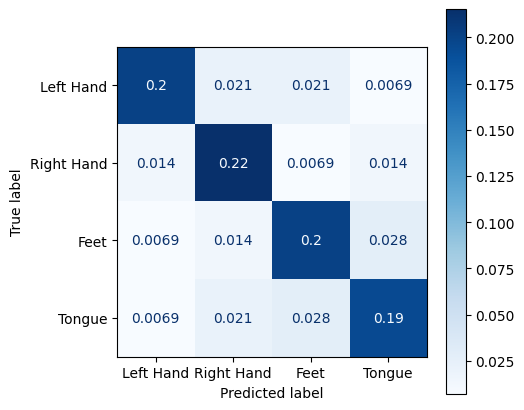 0.200
0.175
0.150
0.125
0.100
0.075
0.050
0.025
True label
Left Hand 0.2 0.021 0.021 0.0069
Right Hand 0.014 0.22 0.0069 0.014
Feet 0.0069 0.014 0.2 0.028
Tongue 0.0069 0.021 0.028 0.19
Left Hand Right Hand Feet Tongue
Predicted label